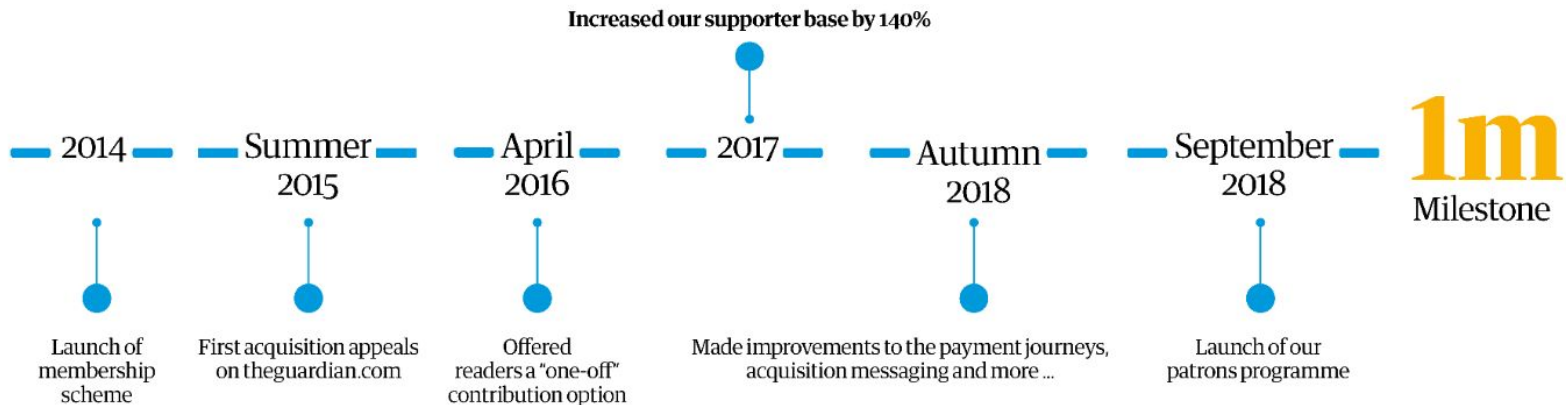 Increased our supporter base by 140%
2014
Summer
2015
April
2016
2017
Autumn
2018
September
2018
1m
Milestone
Launch of
membership
scheme
First acquisition appeals
on theguardian.com
Offered
readers a "one-off"
contribution option
Made improvements to the payment journeys,
acquisition messaging and more ...
Launch of our
patrons programme